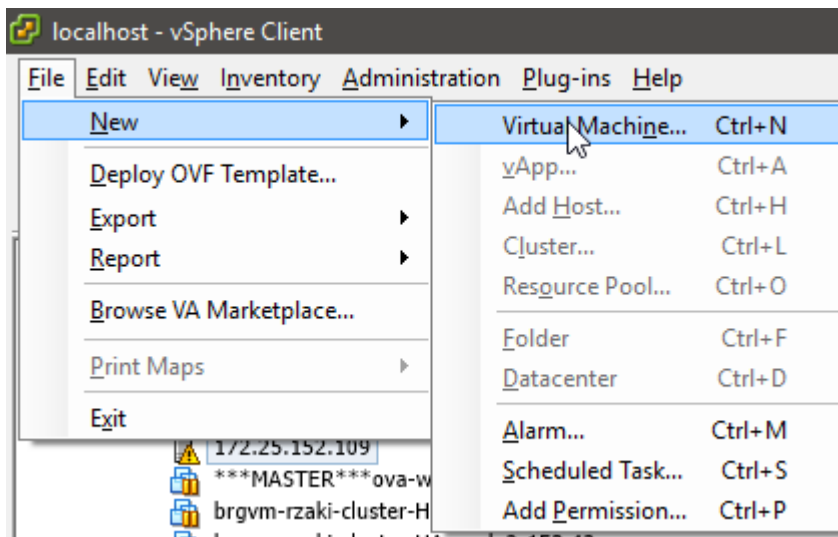 localhost - vSphere Client
File Edit View Inventory Administration Plug-ins Help
New
Deploy OVF Template...
Export
Report
Browse VA Marketplace...
Print Maps
Exit
Virtual Machine... Ctrl+N
vApp... Ctrl+A
Add Host... Ctrl+H
Cluster... Ctrl+L
Resource Pool... Ctrl+O
Folder Ctrl+F
Datacenter Ctrl+D
Alarm... Ctrl+M
Scheduled Task... Ctrl+S
Add Permission... Ctrl+P
172.25.152.109
***MASTER***ova-w
brgvm-rzaki-cluster-H